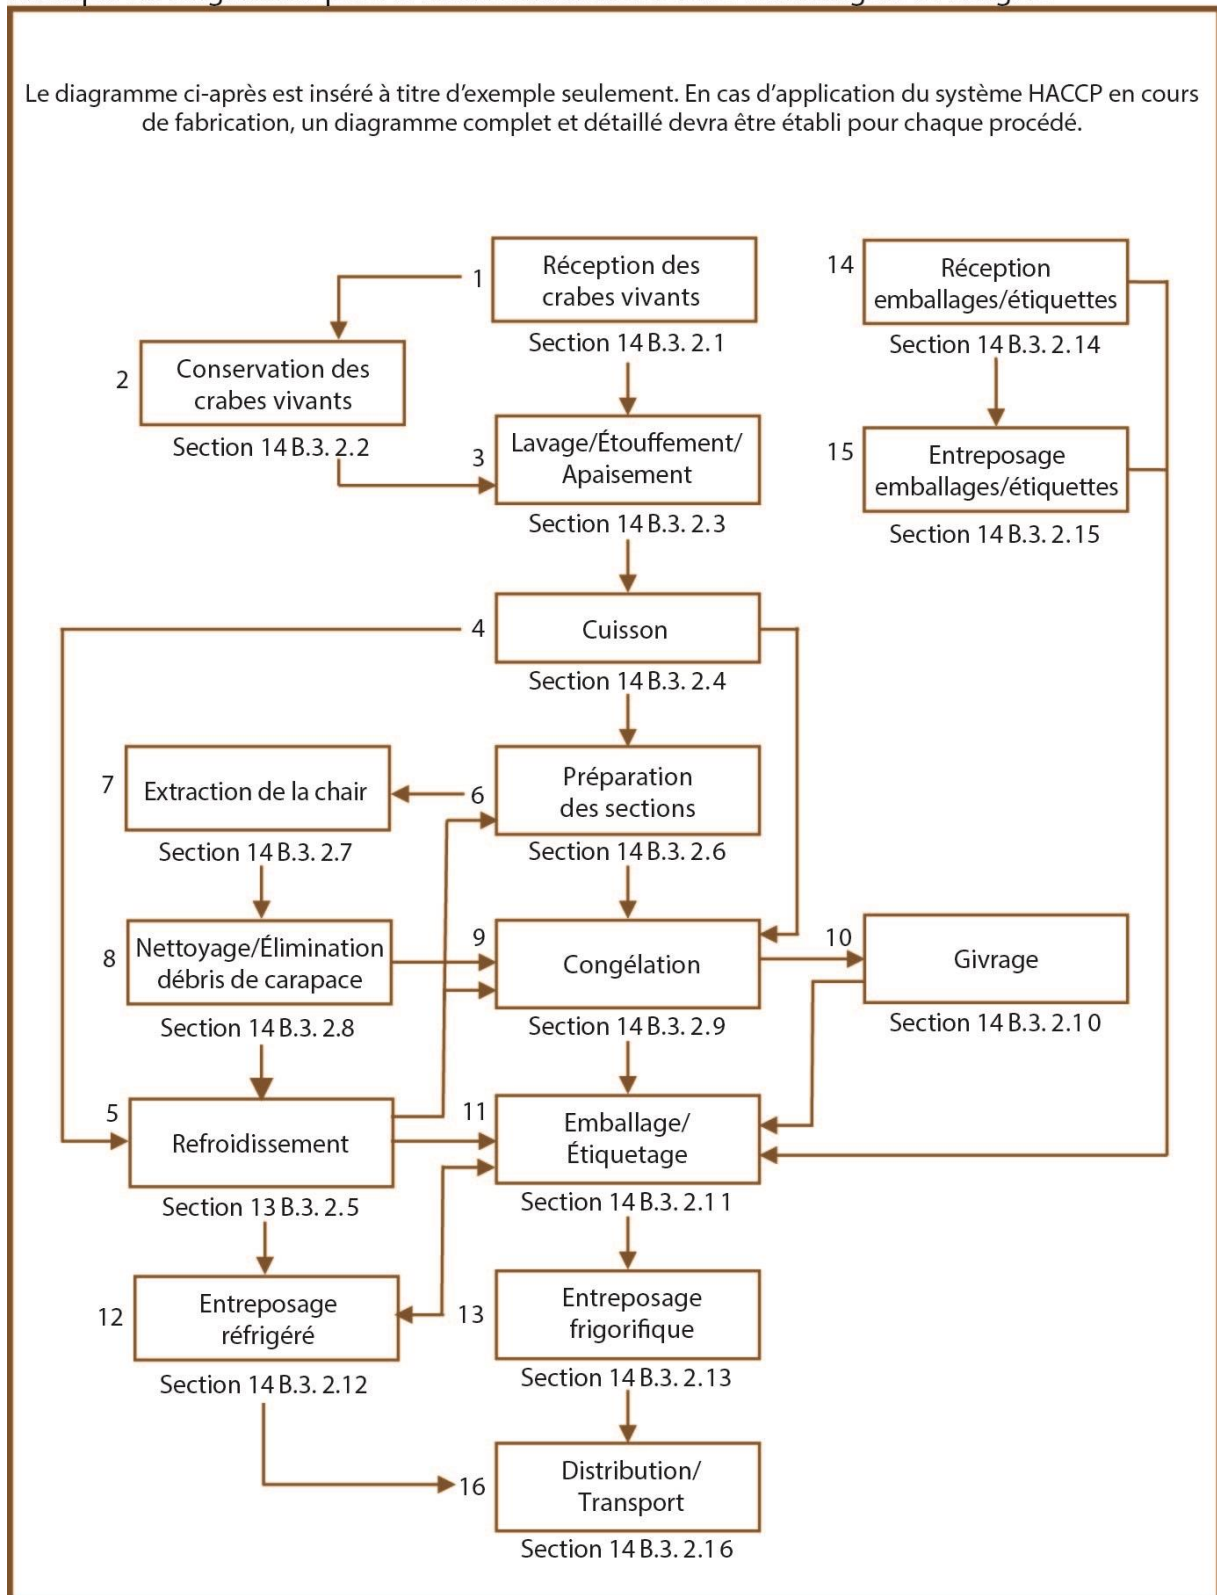 Le diagramme ci-après est inséré à titre d'exemple seulement. En cas d'application du système HACCP en cours
de fabrication, un diagramme complet et détaillé devra être établi pour chaque procédé.
1
Réception des
crabes vivants
Section 14 B.3. 2.1
14
Réception
emballages/étiquettes
Section 14 B.3. 2.14
2
Conservation des
crabes vivants
Section 14 B.3. 2.2
3
Lavage/Étouffement/
Apaisement
Section 14 B.3. 2.3
15
Entreposage
emballages/étiquettes
Section 14 B.3. 2.15
4
Cuisson
Section 14 B.3. 2.4
7
Extraction de la chair
Section 14 B.3. 2.7
6
Préparation
des sections
Section 14 B.3. 2.6
8
Nettoyage/Élimination
débris de carapace
Section 14 B.3. 2.8
9
Congélation
Section 14 B.3. 2.9
10
Givrage
Section 14 B.3. 2.10
5
Refroidissement
Section 13 B.3. 2.5
11
Emballage/
Étiquetage
Section 14 B.3. 2.11
12
Entreposage
réfrigéré
Section 14 B.3. 2.12
13
Entreposage
frigorifique
Section 14 B.3. 2.13
16
Distribution/
Transport
Section 14 B.3. 2.16